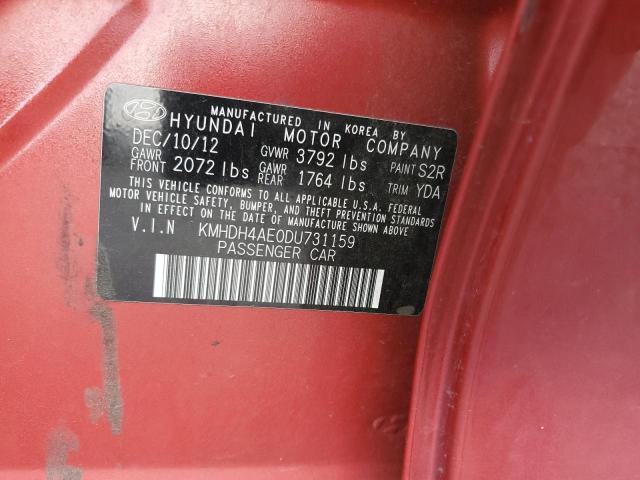 MANUFACTURED IN KOREA BY
HYUNDAI MOTOR COMPANY
DEC/10/12 GVWR 3792 lbs PAINT S2R
GAWR FRONT 2072 lbs GAWR REAR 1764 lbs TRIM YDA
THIS VEHICLE CONFORMS TO ALL APPLICABLE U.S.A. FEDERAL
MOTOR VEHICLE SAFETY, BUMPER, AND THEFT PREVENTION STANDARDS
IN EFFECT ON THE DATE OF MANUFACTURE SHOWN ABOVE.
V.I.N KMHDH4AE0DU731159
PASSENGER CAR